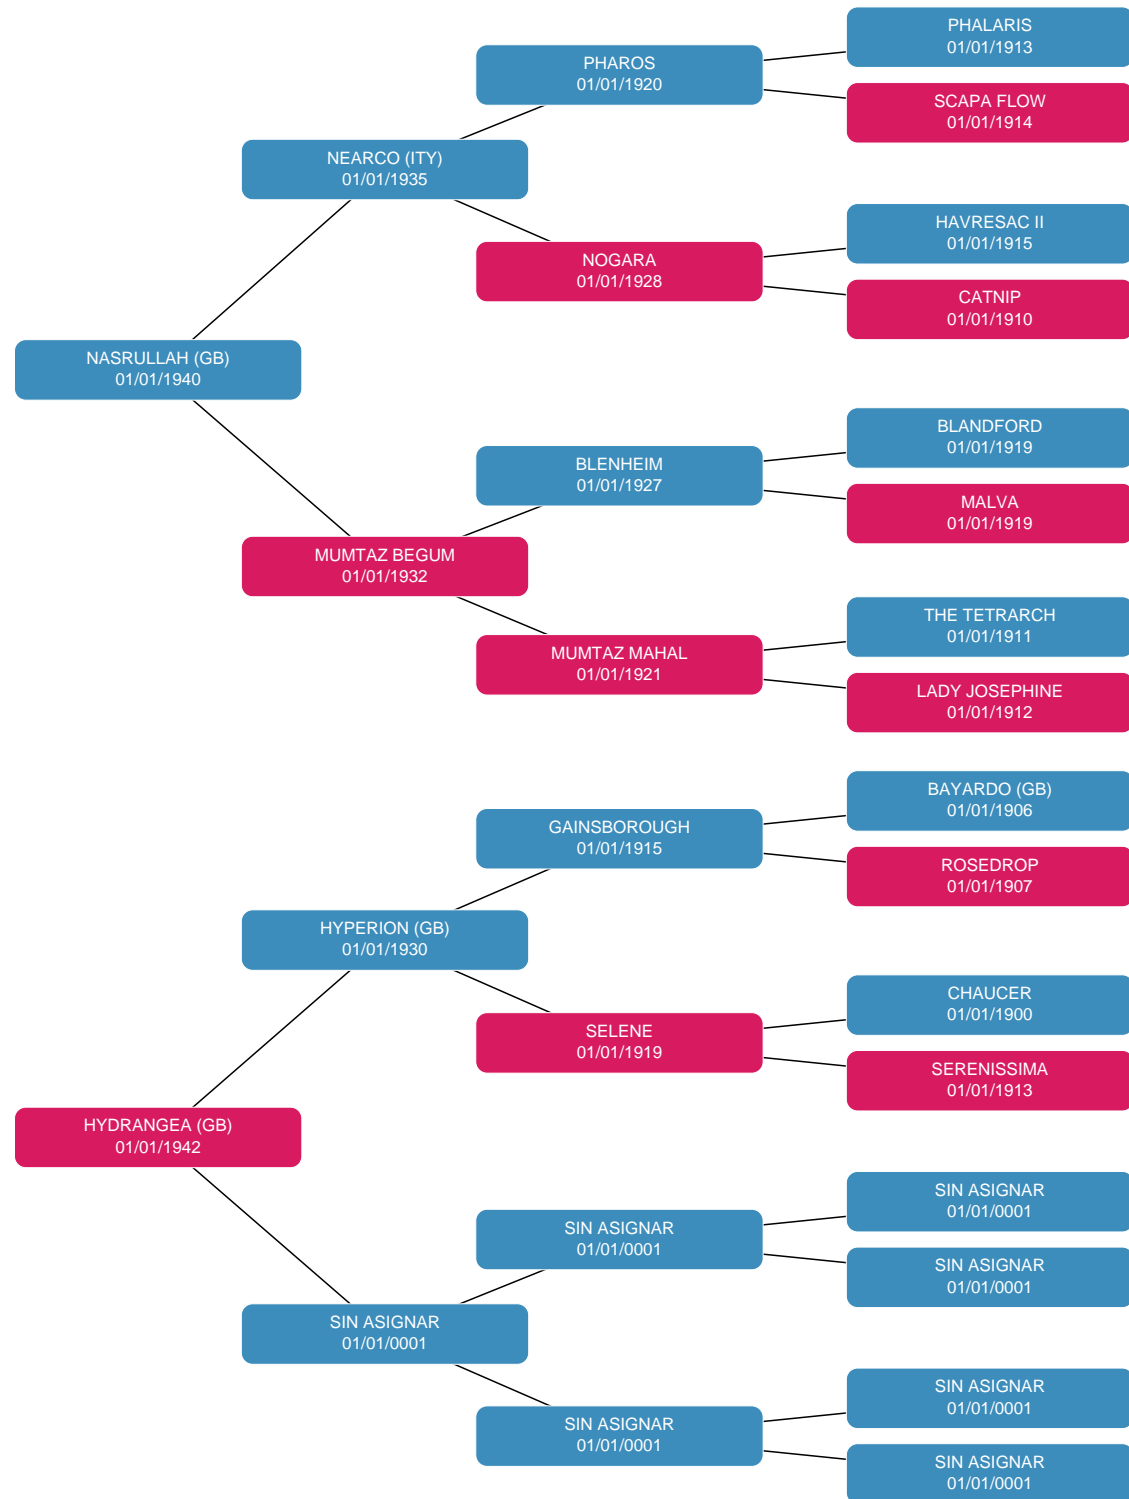 PHALARIS
01/01/1913
PHAROS
01/01/1920
SCAPA FLOW
01/01/1914
NEARCO (ITY)
01/01/1935
HAVRESAC II
01/01/1915
NOGARA
01/01/1928
CATNIP
01/01/1910
NASRULLAH (GB)
01/01/1940
BLANDFORD
01/01/1919
BLENHEIM
01/01/1927
MALVA
01/01/1919
MUMTAZ BEGUM
01/01/1932
THE TETRARCH
01/01/1911
MUMTAZ MAHAL
01/01/1921
LADY JOSEPHINE
01/01/1912
BAYARDO (GB)
01/01/1906
GAINSBOROUGH
01/01/1915
ROSEDROP
01/01/1907
HYPERION (GB)
01/01/1930
CHAUCER
01/01/1900
SELENE
01/01/1919
SERENISSIMA
01/01/1913
HYDRANGEA (GB)
01/01/1942
SIN ASIGNAR
01/01/0001
SIN ASIGNAR
01/01/0001
SIN ASIGNAR
01/01/0001
SIN ASIGNAR
01/01/0001
SIN ASIGNAR
01/01/0001
SIN ASIGNAR
01/01/0001
SIN ASIGNAR
01/01/0001